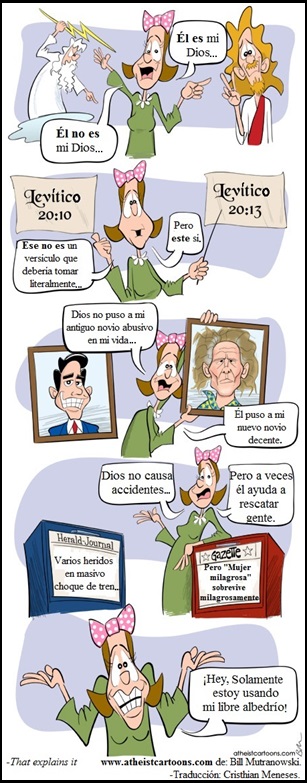 Él es mi
Dios...
Él no es
mi Dios...
Levítico
20:10
Levítico
20:13
Ese no es un
versiculo que
deberia tomar
literalmente...
Pero
este si.
Dios no puso a mi
antiguo novio abusivo
en mi vida...
Él puso a mi
nuevo novio
decente.
Dios no causa
accidentes...
Pero a veces
él ayuda a
rescatar
gente.
Herald-Journal
Varios heridos
en masivo
choque de tren...
Gazette
Pero "Mujer
milagrosa"
sobrevive
milagrosamente
¡Hey, Solamente
estoy usando
mi libre albedrío!
atheistcartoons.com
-That explains it
www.atheistcartoons.com de: Bill Mutranowski.
-Traducción: Cristhian Meneses.